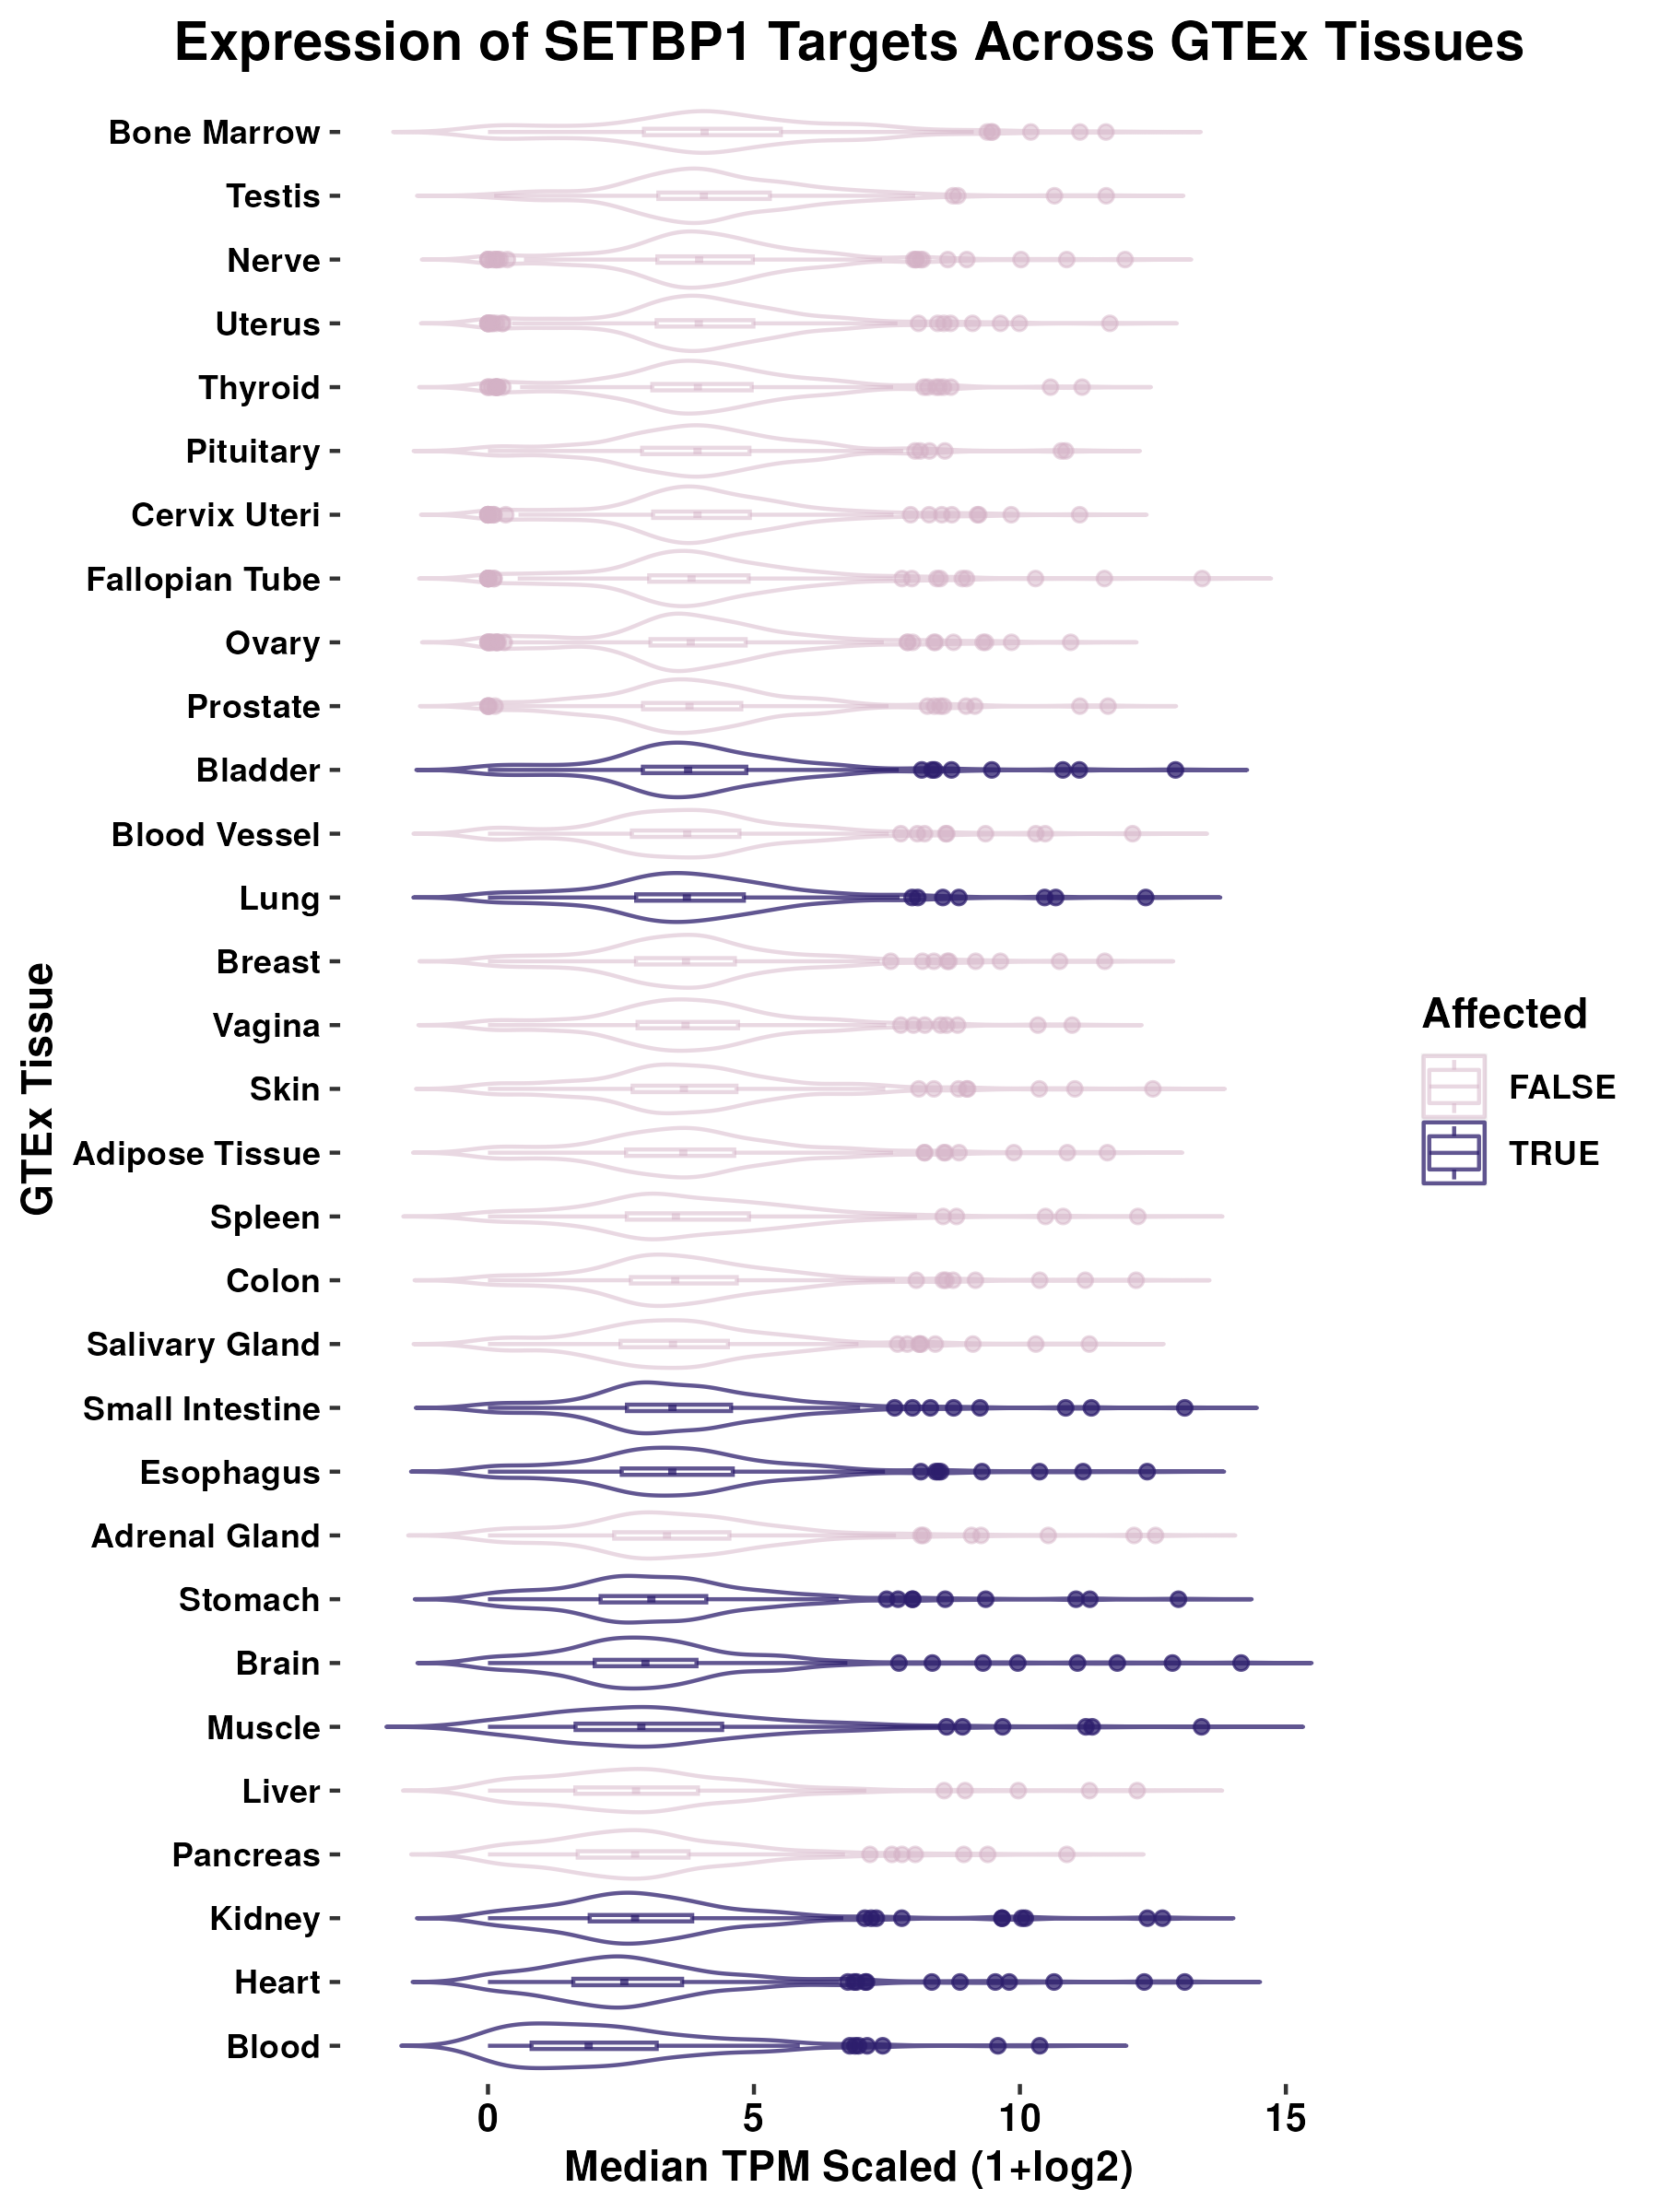 Expression of SETBP1 Targets Across GTEx Tissues
Bone Marrow
Testis
Nerve
Uterus
Thyroid
Pituitary
Cervix Uteri
Fallopian Tube
Ovary
Prostate
Bladder
Blood Vessel
Lung
Breast
Vagina
Skin
Adipose Tissue
Spleen
Colon
Salivary Gland
Small Intestine
Esophagus
Adrenal Gland
Stomach
Brain
Muscle
Liver
Pancreas
Kidney
Heart
Blood
GTEx Tissue
0 5 10 15
Median TPM Scaled (1+log2)
Affected
FALSE
TRUE